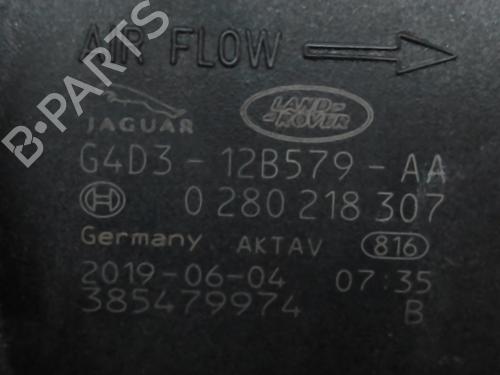 AIR FLOW
JAGUAR
LAND-
ROVER
G4D3-12B579-AA
0 280 218 307
Germany AKTAV 816
2019-06-04 07:35
385479974 B
B-PARTS